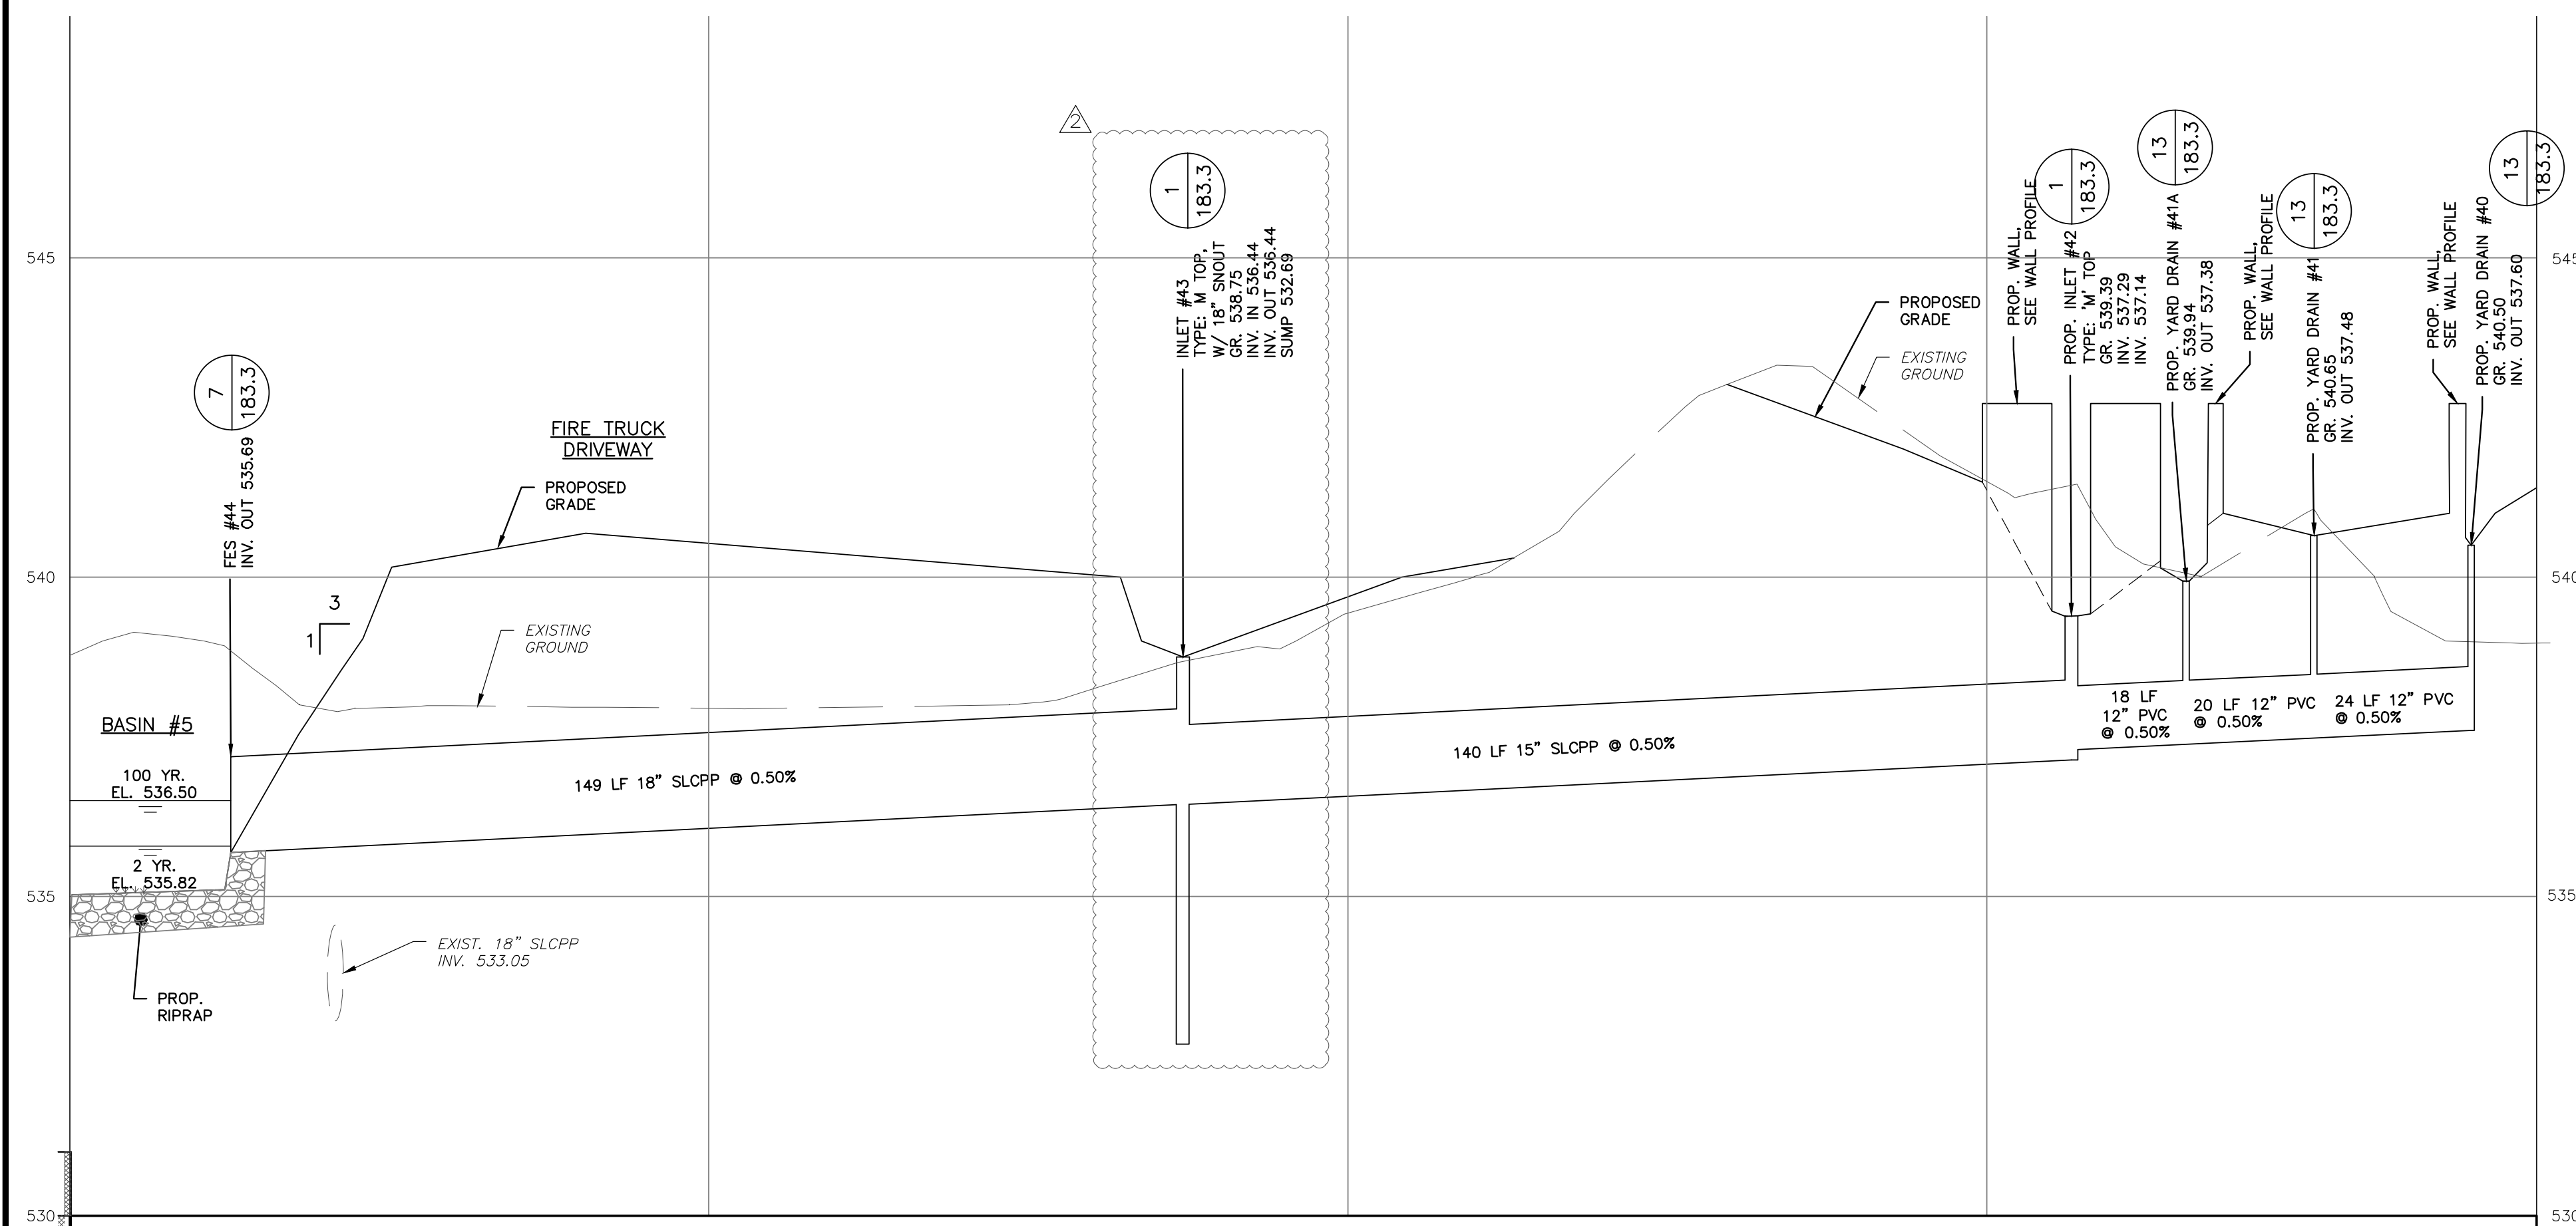 2
545
540
535
530
7
183.3
FES #44
INV. OUT 535.69
FIRE TRUCK
DRIVEWAY
PROPOSED
GRADE
3
1
EXISTING
GROUND
BASIN #5
100 YR.
EL. 536.50
2 YR.
EL. 535.82
PROP.
RIPRAP
EXIST. 18" SLCPP
INV. 533.05
149 LF 18" SLCPP @ 0.50%
1
183.3
INLET #43
TYPE: M TOP,
W/ 18" SNOUT
GR. 538.75
INV. IN 536.44
INV. OUT 536.44
SUMP 532.69
140 LF 15" SLCPP @ 0.50%
PROPOSED
GRADE
EXISTING
GROUND
PROP. WALL,
SEE WALL PROFILE
1
183.3
PROP. INLET #42
TYPE: 'M' TOP
GR. 539.39
INV. 537.29
INV. 537.14
13
183.3
PROP. YARD DRAIN #41A
GR. 539.94
INV. OUT 537.38
PROP. WALL,
SEE WALL PROFILE
13
183.3
PROP. YARD DRAIN #41
GR. 540.65
INV. OUT 537.48
PROP. WALL,
SEE WALL PROFILE
13
183.3
PROP. YARD DRAIN #40
GR. 540.50
INV. OUT 537.60
18 LF
12" PVC
@ 0.50%
20 LF 12" PVC
@ 0.50%
24 LF 12" PVC
@ 0.50%
535